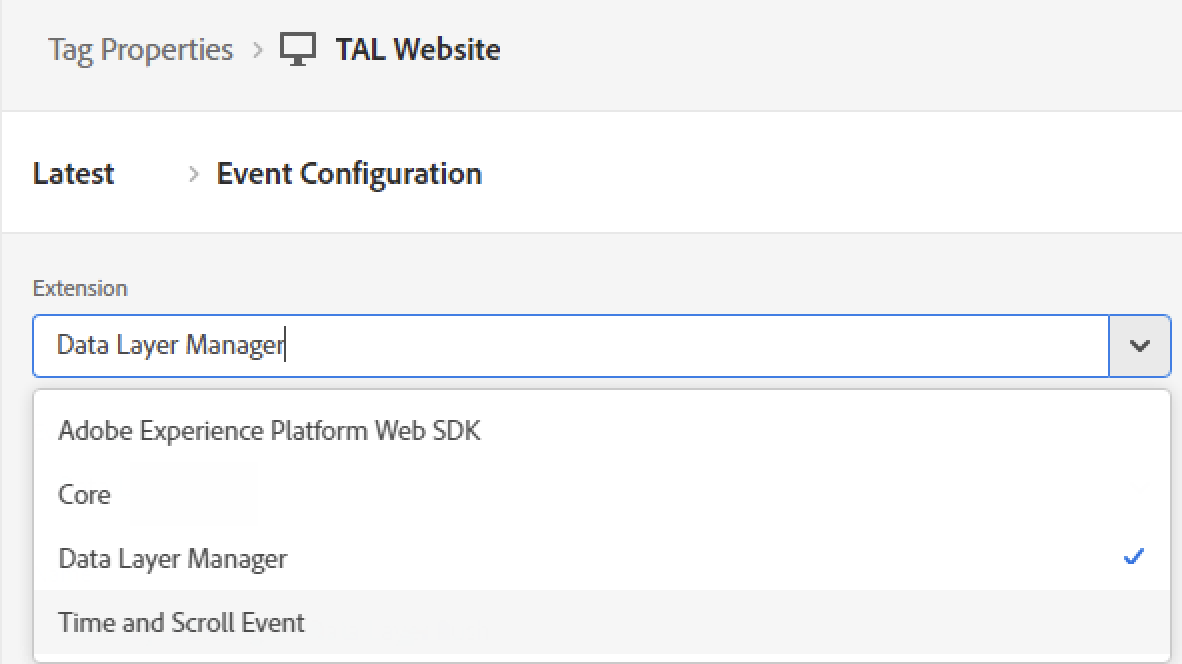 Tag Properties > TAL Website
Latest > Event Configuration
Extension
Data Layer Manager
Adobe Experience Platform Web SDK
Core
Data Layer Manager
Time and Scroll Event